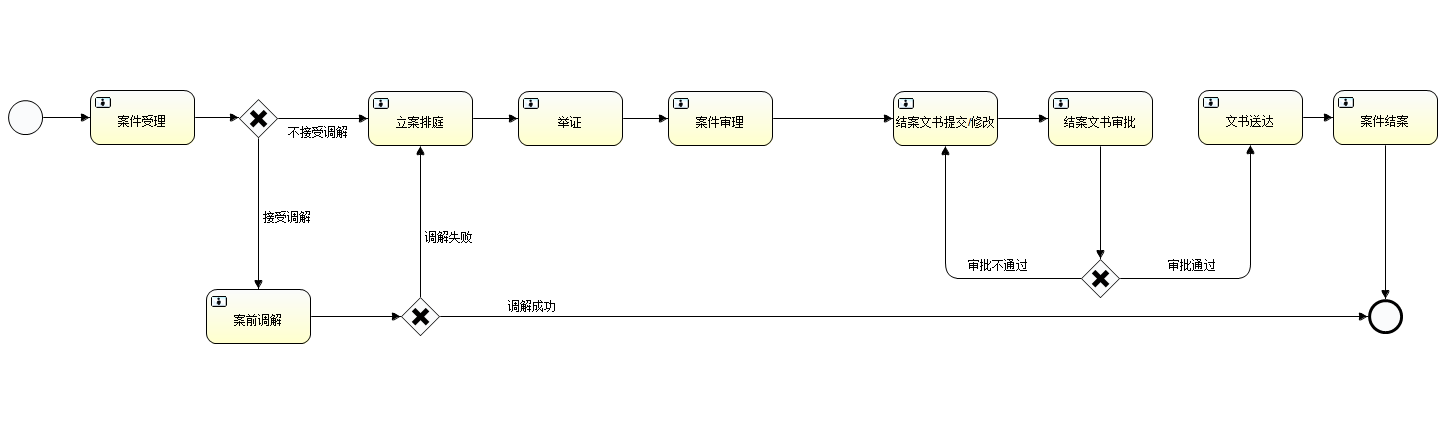 案件受理
不接受调解
立案排庭
举证
案件审理
结案文书提交/修改
结案文书审批
文书送达
案件结案
接受调解
调解失败
审批不通过
审批通过
案前调解
调解成功